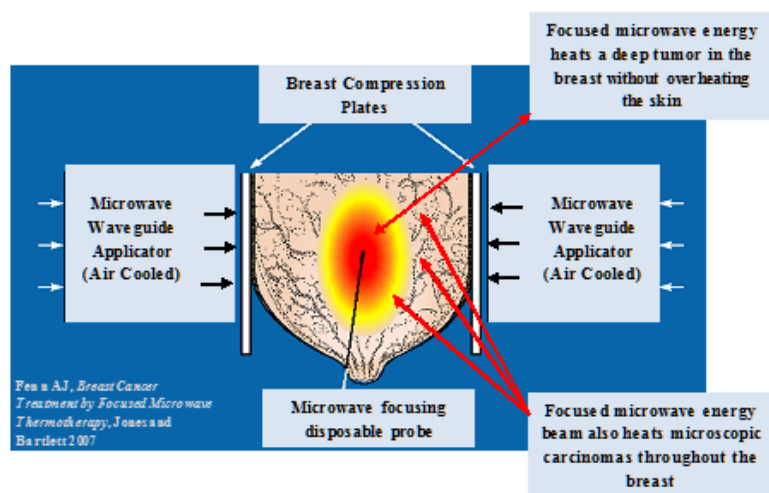 Focused microwave energy
heats a deep tumor in the
breast without overheating
the skin
Breast Compression
Plates
Microwave
Waveguide
Applicator
(Air Cooled)
Microwave
Waveguide
Applicator
(Air Cooled)
Fenn AJ, Breast Cancer
Treatment by Focused Microwave
Thermotherapy, Jones and
Bartlett 2007
Microwave focusing
disposable probe
Focused microwave energy
beam also heats microscopic
carcinomas throughout the
breast